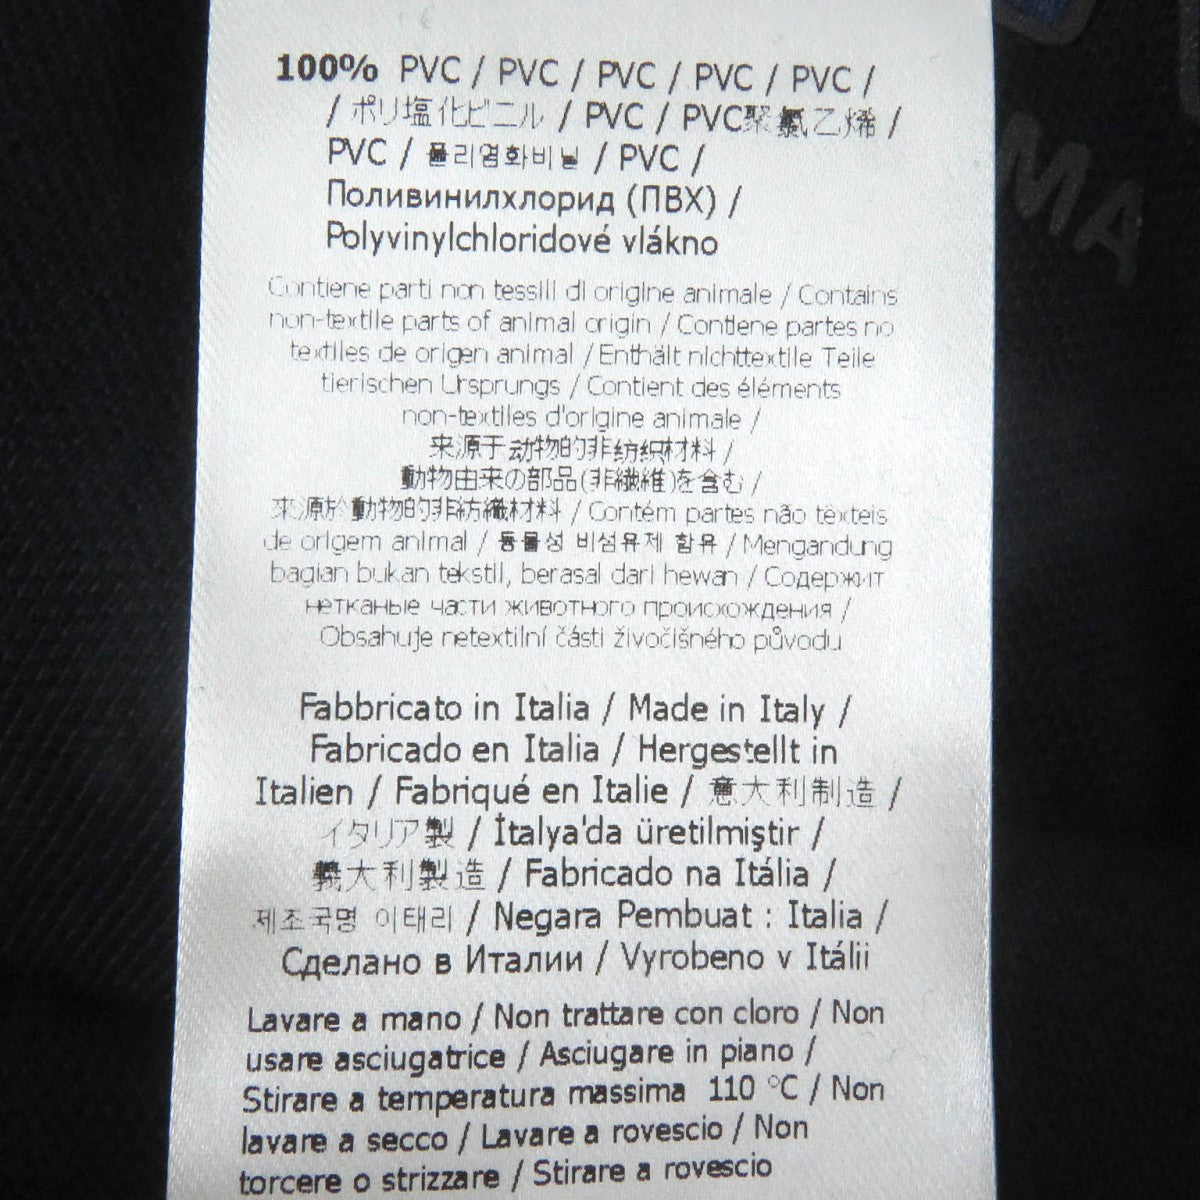 100% PVC / PVC / PVC / PVC / PVC /
/ ポリ塩化ビニル / PVC / PVC聚氯乙烯 /
PVC / 폴리염화비닐 / PVC /
Поливинилхлорид (ПВХ) /
Polyvinylchloridové vlákno
Contiene parti non tessili di origine animale / Contains
non-textile parts of animal origin / Contiene partes no
textiles de origen animal / Enthält nichttextile Teile
tierischen Ursprungs / Contient des éléments
non-textiles d'origine animale /
来源于动物的非纺织材料 /
動物由来の部品(非繊維)を含む /
來源於動物的非紡織材料 / Contém partes não têxteis
de origem animal / 동물성 비섬유제 함유 / Mengandung
bagian bukan tekstil, berasal dari hewan / Содержит
нетканые части животного происхождения /
Obsahuje netextilní části živočišného původu
Fabbricato in Italia / Made in Italy /
Fabricado en Italia / Hergestellt in
Italien / Fabriqué en Italie / 意大利制造 /
イタリア製 / İtalya'da üretilmiştir /
義大利製造 / Fabricado na Itália /
제조국명 이태리 / Negara Pembuat : Italia /
Сделано в Италии / Vyrobeno v Itálii
Lavare a mano / Non trattare con cloro / Non
usare asciugatrice / Asciugare in piano /
Stirare a temperatura massima 110 °C / Non
lavare a secco / Lavare a rovescio / Non
torcere o strizzare / Stirare a rovescio
MA